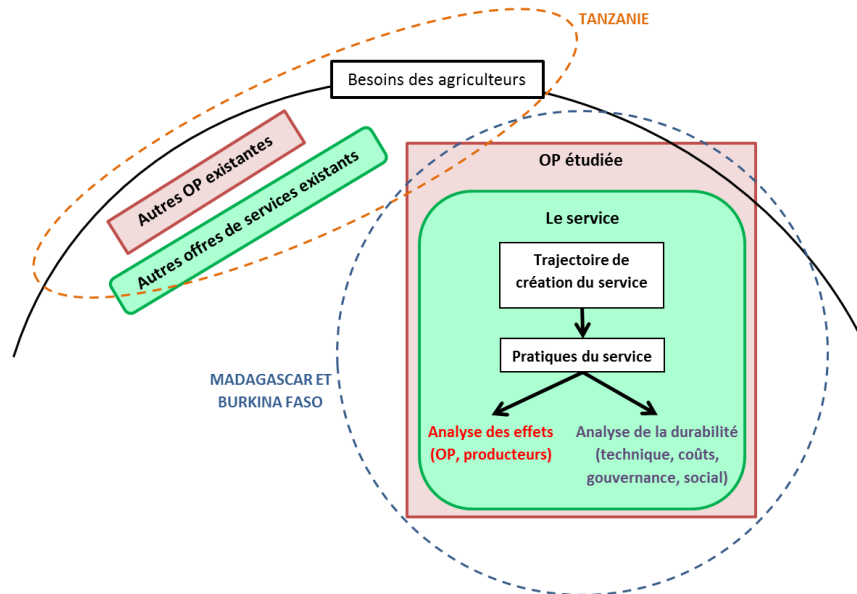 TANZANIE
Besoins des agriculteurs
Autres OP existantes
Autres offres de services existants
OP étudiée
Le service
Trajectoire de
création du service
Pratiques du service
MADAGASCAR ET
BURKINA FASO
Analyse des effets
(OP, producteurs)
Analyse de la durabilité
(technique, coûts,
gouvernance, social)